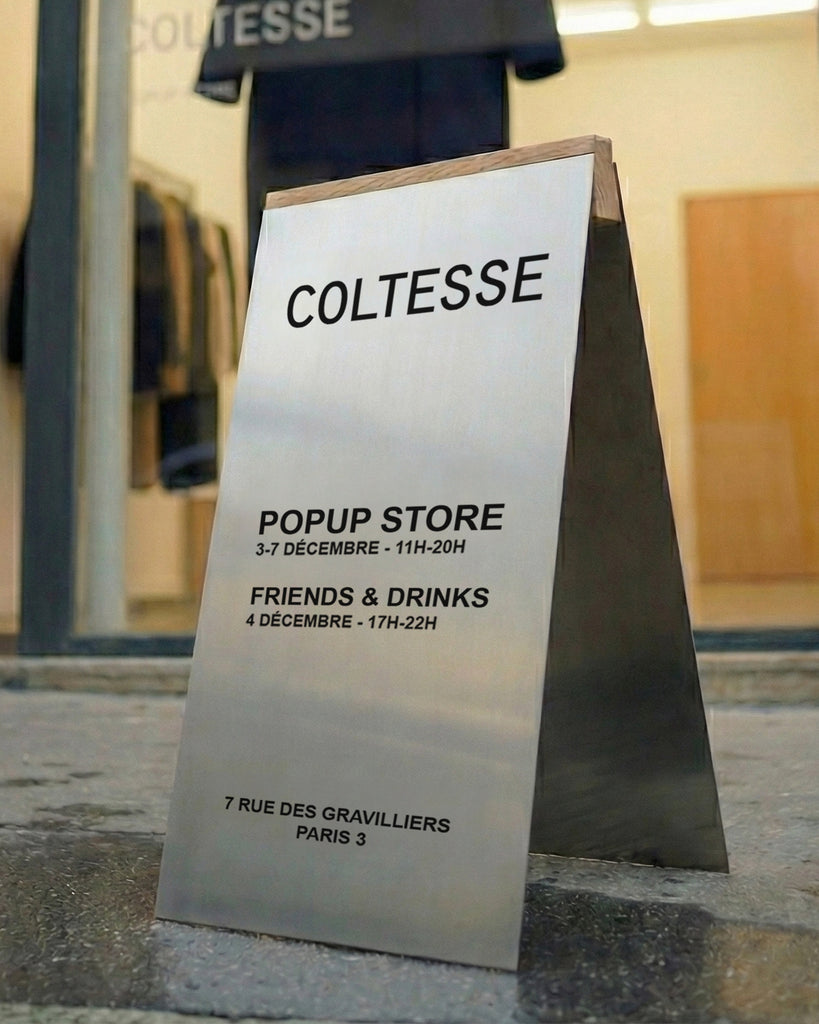 COLTESSE
COLTESSE
POPUP STORE
3-7 DÉCEMBRE - 11H-20H
FRIENDS & DRINKS
4 DÉCEMBRE - 17H-22H
7 RUE DES GRAVILLIERS
PARIS 3